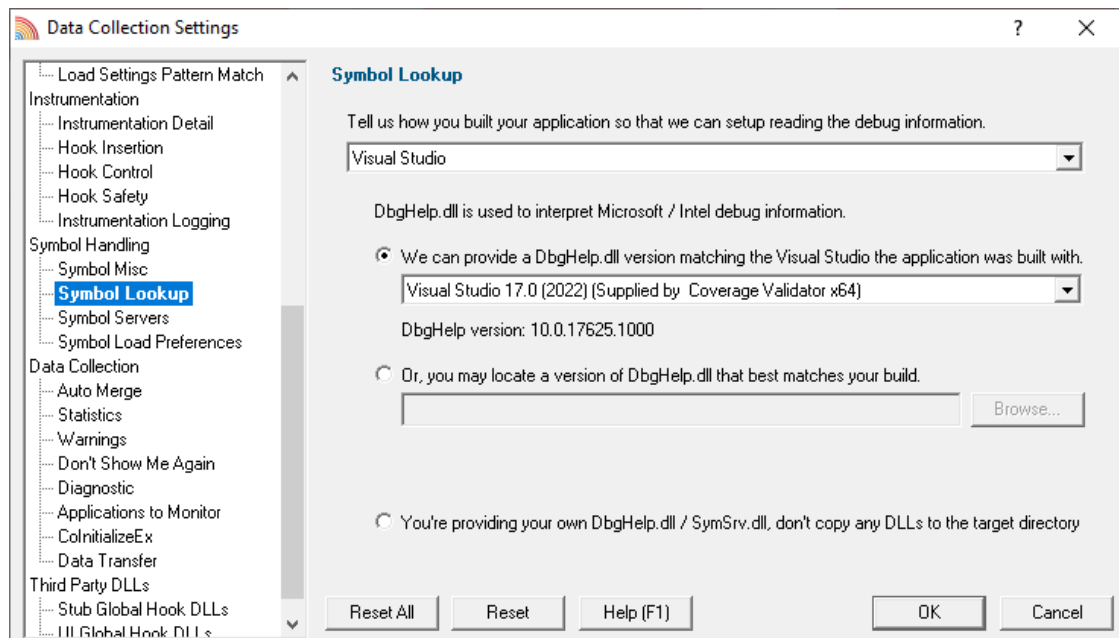 Data Collection Settings
?
Load Settings Pattern Match
Instrumentation
Instrumentation Detail
Hook Insertion
Hook Control
Hook Safety
Instrumentation Logging
Symbol Handling
Symbol Misc
Symbol Lookup
Symbol Servers
Symbol Load Preferences
Data Collection
Auto Merge
Statistics
Warnings
Don't Show Me Again
Diagnostic
Applications to Monitor
CoInitializeEx
Data Transfer
Third Party DLLs
Stub Global Hook DLLs
UI Global Hook DLLs
Symbol Lookup
Tell us how you built your application so that we can setup reading the debug information.
Visual Studio
DbgHelp.dll is used to interpret Microsoft / Intel debug information.
We can provide a DbgHelp.dll version matching the Visual Studio the application was built with.
Visual Studio 17.0 (2022) (Supplied by  Coverage Validator x64)
DbgHelp version: 10.0.17625.1000
Or, you may locate a version of DbgHelp.dll that best matches your build.
Browse...
You're providing your own DbgHelp.dll / SymSrv.dll, don't copy any DLLs to the target directory
Reset All
Reset
Help (F1)
OK
Cancel